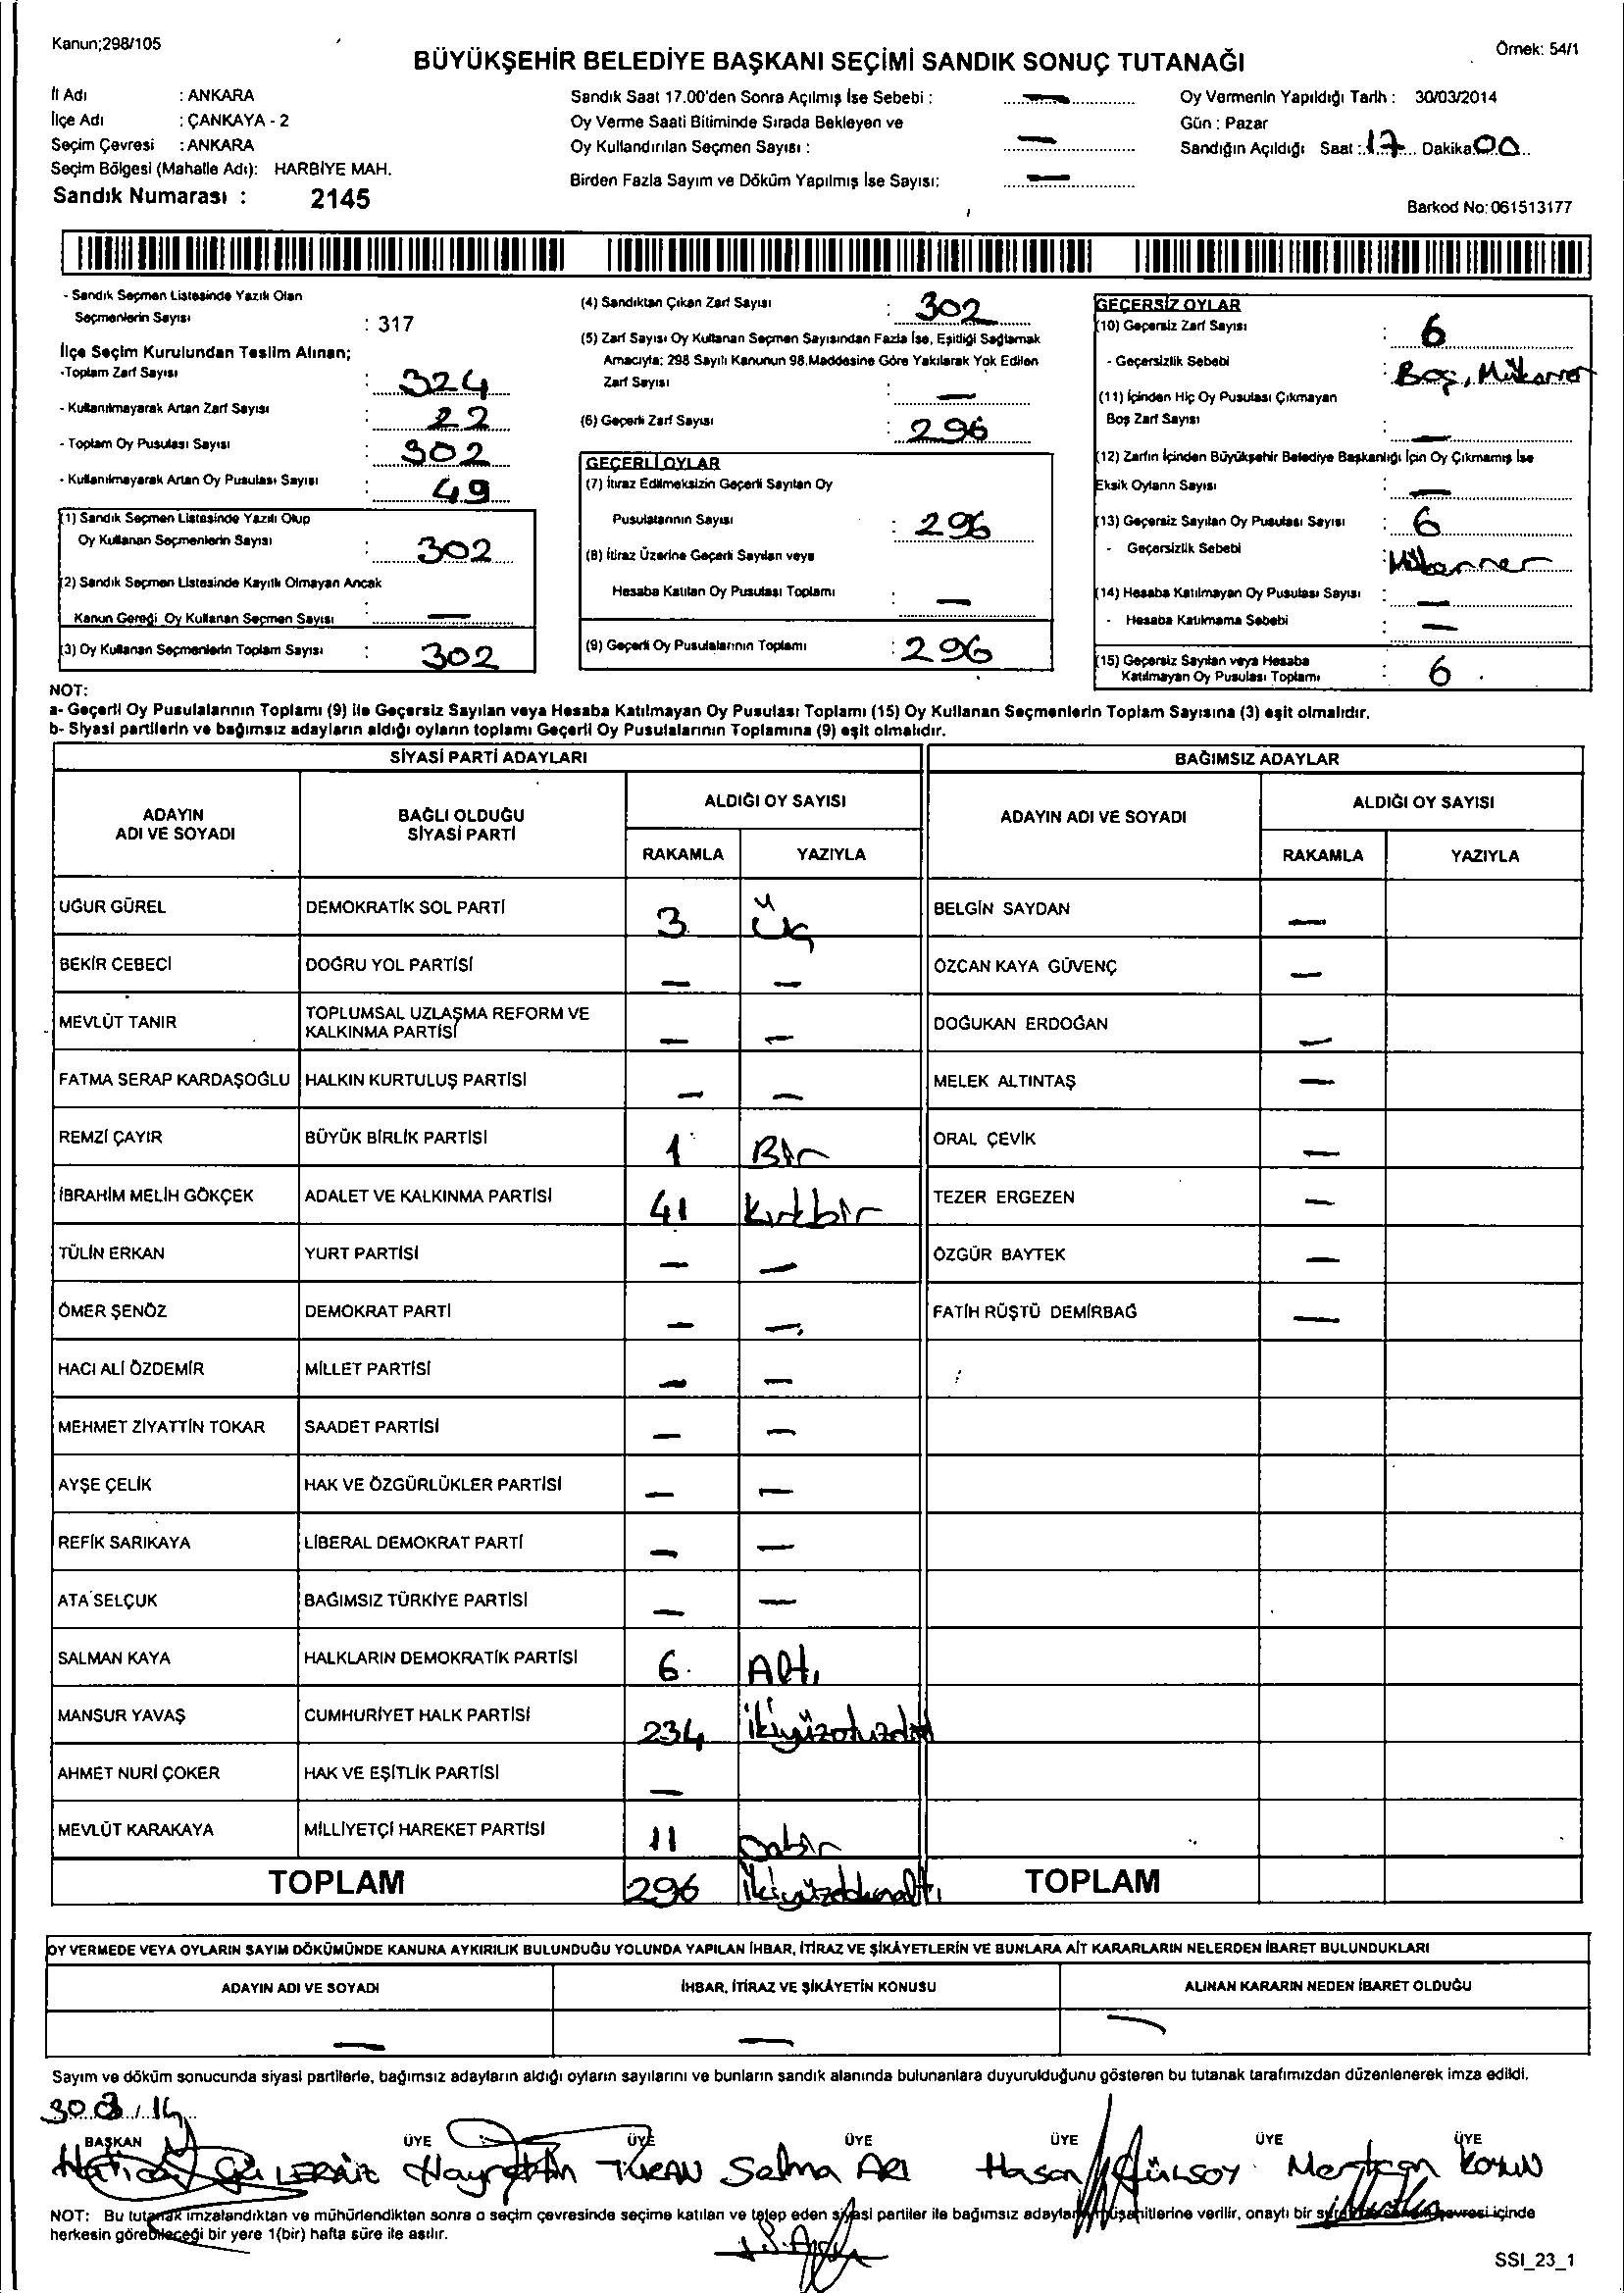 Kanun;298/105
Örnek: 54/1
BÜYÜKŞEHİR BELEDİYE BAŞKANI SEÇİMİ SANDIK SONUÇ TUTANAĞI
İl Adı : ANKARA
İlçe Adı : ÇANKAYA - 2
Seçim Çevresi : ANKARA
Seçim Bölgesi (Mahalle Adı): HARBİYE MAH.
Sandık Numarası : 2145
Sandık Saat 17.00'den Sonra Açılmış İse Sebebi : —
Oy Verme Saati Bitiminde Sırada Bekleyen ve
Oy Kullandırılan Seçmen Sayısı : —
Birden Fazla Sayım ve Döküm Yapılmış İse Sayısı: —
Oy Vermenin Yapıldığı Tarih : 30/03/2014
Gün : Pazar
Sandığın Açıldığı Saat : 17 Dakika 00
Barkod No: 061513177
- Sandık Seçmen Listesinde Yazılı Olan
Seçmenlerin Sayısı : 317
İlçe Seçim Kurulundan Teslim Alınan;
-Toplam Zarf Sayısı : 324
- Kullanılmayarak Artan Zarf Sayısı : 22
- Toplam Oy Pusulası Sayısı : 302
- Kullanılmayarak Artan Oy Pusulası Sayısı : 49
(1) Sandık Seçmen Listesinde Yazılı Olup
Oy Kullanan Seçmenlerin Sayısı : 302
(2) Sandık Seçmen Listesinde Kayıtlı Olmayan Ancak
Kanun Gereği Oy Kullanan Seçmen Sayısı : —
(3) Oy Kullanan Seçmenlerin Toplam Sayısı : 302
(4) Sandıktan Çıkan Zarf Sayısı : 302
(5) Zarf Sayısı Oy Kullanan Seçmen Sayısından Fazla İse, Eşitliği Sağlamak
Amacıyla; 298 Sayılı Kanunun 98.Maddesine Göre Yakılarak Yok Edilen
Zarf Sayısı : —
(6) Geçerli Zarf Sayısı : 296
GEÇERLİ OYLAR
(7) İtiraz Edilmeksizin Geçerli Sayılan Oy
Pusulalarının Sayısı : 296
(8) İtiraz Üzerine Geçerli Sayılan veya
Hesaba Katılan Oy Pusulası Toplamı : —
(9) Geçerli Oy Pusulalarının Toplamı : 296
GEÇERSİZ OYLAR
(10) Geçersiz Zarf Sayısı : 6
- Geçersizlik Sebebi : Boş, Mükerrer
(11) İçinden Hiç Oy Pusulası Çıkmayan
Boş Zarf Sayısı : —
(12) Zarfın İçinden Büyükşehir Belediye Başkanlığı İçin Oy Çıkmamış İse
Eksik Oyların Sayısı : —
(13) Geçersiz Sayılan Oy Pusulası Sayısı : 6
- Geçersizlik Sebebi : Mükerrer
(14) Hesaba Katılmayan Oy Pusulası Sayısı : —
- Hesaba Katılmama Sebebi : —
(15) Geçersiz Sayılan veya Hesaba
Katılmayan Oy Pusulası Toplamı : 6
NOT:
a- Geçerli Oy Pusulalarının Toplamı (9) ile Geçersiz Sayılan veya Hesaba Katılmayan Oy Pusulası Toplamı (15) Oy Kullanan Seçmenlerin Toplam Sayısına (3) eşit olmalıdır.
b- Siyasi partilerin ve bağımsız adayların aldığı oyların toplamı Geçerli Oy Pusulalarının Toplamına (9) eşit olmalıdır.
SİYASİ PARTİ ADAYLARI BAĞIMSIZ ADAYLAR
ADAYIN ADI VE SOYADI BAĞLI OLDUĞU SİYASİ PARTİ ALDIĞI OY SAYISI ADAYIN ADI VE SOYADI ALDIĞI OY SAYISI
RAKAMLA YAZIYLA RAKAMLA YAZIYLA
UĞUR GÜREL DEMOKRATİK SOL PARTİ 3 Üç BELGİN SAYDAN —
BEKİR CEBECİ DOĞRU YOL PARTİSİ — — ÖZCAN KAYA GÜVENÇ —
MEVLÜT TANIR TOPLUMSAL UZLAŞMA REFORM VE KALKINMA PARTİSİ — — DOĞUKAN ERDOĞAN —
FATMA SERAP KARDAŞOĞLU HALKIN KURTULUŞ PARTİSİ — — MELEK ALTINTAŞ —
REMZİ ÇAYIR BÜYÜK BİRLİK PARTİSİ 1 Bir ORAL ÇEVİK —
İBRAHİM MELİH GÖKÇEK ADALET VE KALKINMA PARTİSİ 41 Kırkbir TEZER ERGEZEN —
TÜLİN ERKAN YURT PARTİSİ — — ÖZGÜR BAYTEK —
ÖMER ŞENÖZ DEMOKRAT PARTİ — — FATİH RÜŞTÜ DEMİRBAĞ —
HACI ALİ ÖZDEMİR MİLLET PARTİSİ — —
MEHMET ZİYATTİN TOKAR SAADET PARTİSİ — —
AYŞE ÇELİK HAK VE ÖZGÜRLÜKLER PARTİSİ — —
REFİK SARIKAYA LİBERAL DEMOKRAT PARTİ — —
ATA SELÇUK BAĞIMSIZ TÜRKİYE PARTİSİ — —
SALMAN KAYA HALKLARIN DEMOKRATİK PARTİSİ 6 Altı
MANSUR YAVAŞ CUMHURİYET HALK PARTİSİ 234 ikiyüzotuzdört
AHMET NURİ ÇOKER HAK VE EŞİTLİK PARTİSİ —
MEVLÜT KARAKAYA MİLLİYETÇİ HAREKET PARTİSİ 11 Onbir
TOPLAM 296 İkiyüzdoksanaltı TOPLAM
OY VERMEDE VEYA OYLARIN SAYIM DÖKÜMÜNDE KANUNA AYKIRILIK BULUNDUĞU YOLUNDA YAPILAN İHBAR, İTİRAZ VE ŞİKÂYETLERİN VE BUNLARA AİT KARARLARIN NELERDEN İBARET BULUNDUKLARI
ADAYIN ADI VE SOYADI İHBAR, İTİRAZ VE ŞİKÂYETİN KONUSU ALINAN KARARIN NEDEN İBARET OLDUĞU
— — —
Sayım ve döküm sonucunda siyasi partilerle, bağımsız adayların aldığı oyların sayılarını ve bunların sandık alanında bulunanlara duyurulduğunu gösteren bu tutanak tarafımızdan düzenlenerek imza edildi.
BAŞKAN ÜYE ÜYE ÜYE ÜYE ÜYE ÜYE
Hayrettin TURAN Selma ARI Hasan GÜLSOY
NOT: Bu tutanak imzalandıktan ve mühürlendikten sonra o seçim çevresinde seçime katılan ve talep eden siyasi partiler ile bağımsız adayların müşahitlerine verilir, onaylı bir çevresi içinde
herkesin görebileceği bir yere 1(bir) hafta süre ile asılır.
SSI_23_1